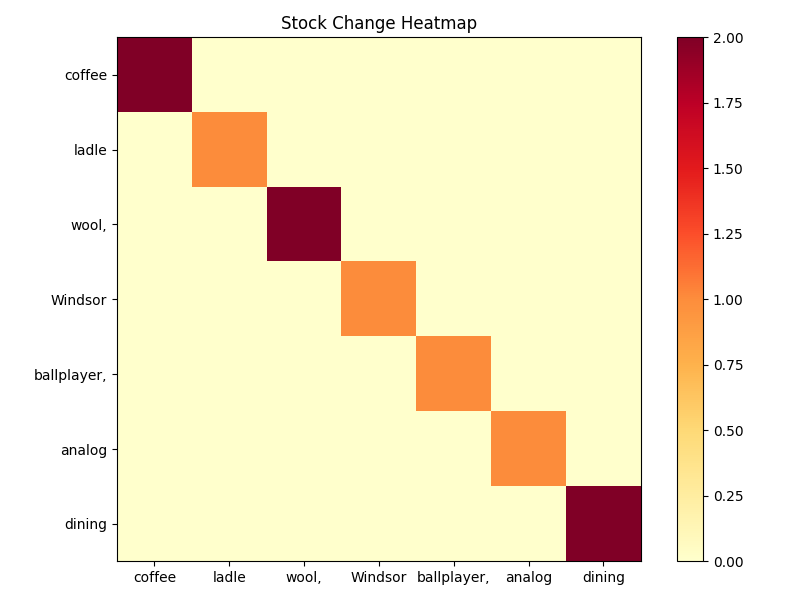 Stock Change Heatmap
coffee
ladle
wool,
Windsor
ballplayer,
analog
dining
coffee ladle wool, Windsor ballplayer, analog dining
2.00
1.75
1.50
1.25
1.00
0.75
0.50
0.25
0.00